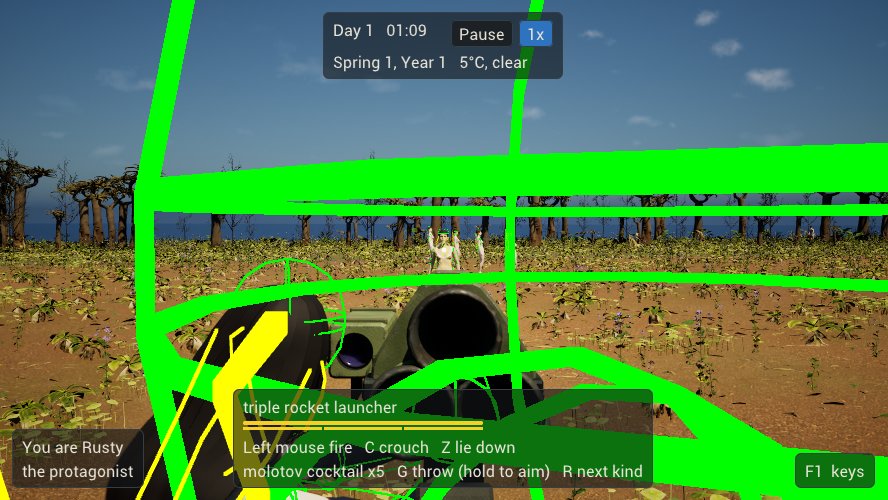 Day 1 01:09 Pause 1x
Spring 1, Year 1 5°C, clear
triple rocket launcher
Left mouse fire C crouch Z lie down
molotov cocktail x5 G throw (hold to aim) R next kind
You are Rusty
the protagonist
F1 keys